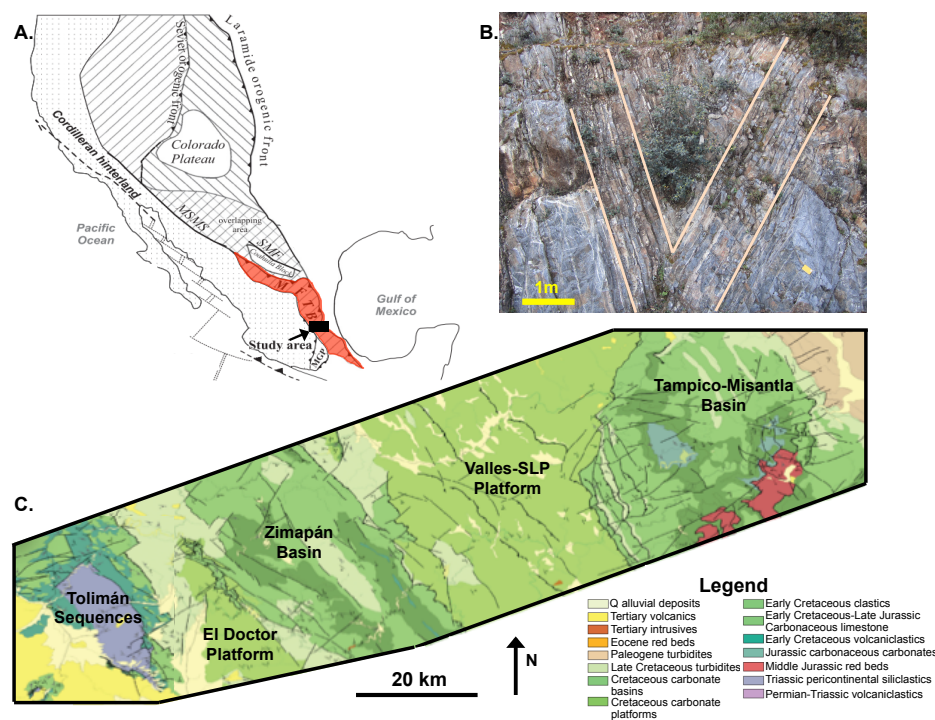 A.
Sevier orogenic front
Laramide orogenic front
Cordilleran hinterland
Colorado
Plateau
Pacific
Ocean
MSMS
overlapping
area
SMF
Coahuila Block
M F T B
Gulf of
Mexico
Study area
MGP
B.
1m
C.
Tampico-Misantla
Basin
Valles-SLP
Platform
Zimapán
Basin
Tolimán
Sequences
El Doctor
Platform
20 km
N
Legend
Q alluvial deposits
Tertiary volcanics
Tertiary intrusives
Eocene red beds
Paleogene turbidites
Late Cretaceous turbidites
Cretaceous carbonate
basins
Cretaceous carbonate
platforms
Early Cretaceous clastics
Early Cretaceous-Late Jurassic
Carbonaceous limestone
Early Cretaceous volcaniclastics
Jurassic carbonaceous carbonates
Middle Jurassic red beds
Triassic pericontinental siliclastics
Permian-Triassic volcaniclastics